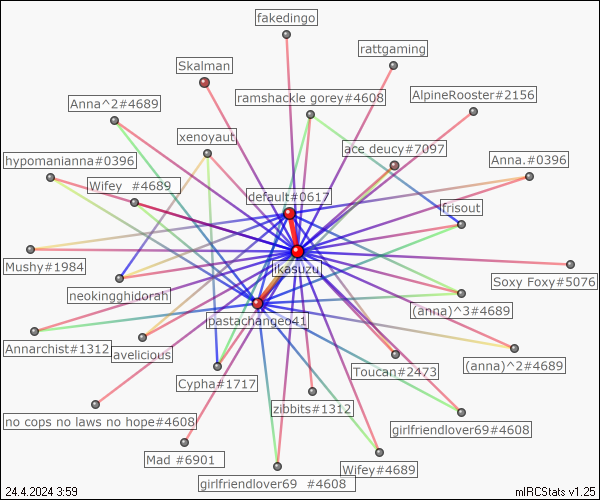 fakedingo
rattgaming
Skalman
ramshackle gorey#4608
AlpineRooster#2156
Anna^2#4689
xenoyaut
ace deucy#7097
hypomanianna#0396
Anna.#0396
Wifey #4689
default#0617
frisout
likasuzu
Mushy#1984
Soxy Foxy#5076
neokingghidorah
(anna)^3#4689
pastachangeo41
Annarchist#1312
avelicious
(anna)^2#4689
Toucan#2473
Cypha#1717
zibbits#1312
no cops no laws no hope#4608
girlfriendlover69#4608
Mad #6901
Wifey#4689
girlfriendlover69 #4608
24.4.2024 3:59
mIRCStats v1.25